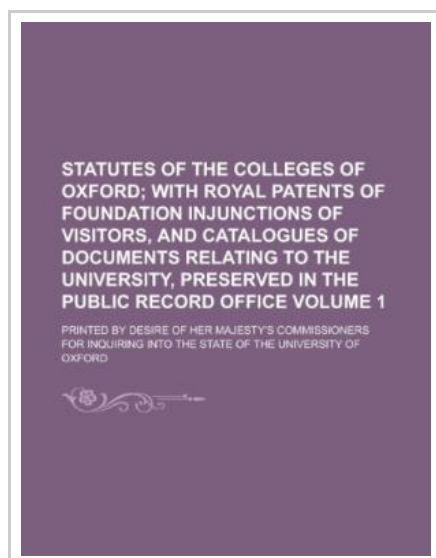 STATUTES OF THE COLLEGES OF
OXFORD; WITH ROYAL PATENTS OF
FOUNDATION INJUNCTIONS OF
VISITORS, AND CATALOGUES OF
DOCUMENTS RELATING TO THE
UNIVERSITY, PRESERVED IN THE
PUBLIC RECORD OFFICE VOLUME 1
PRINTED BY DESIRE OF HER MAJESTY'S COMMISSIONERS
FOR INQUIRING INTO THE STATE OF THE UNIVERSITY OF
OXFORD